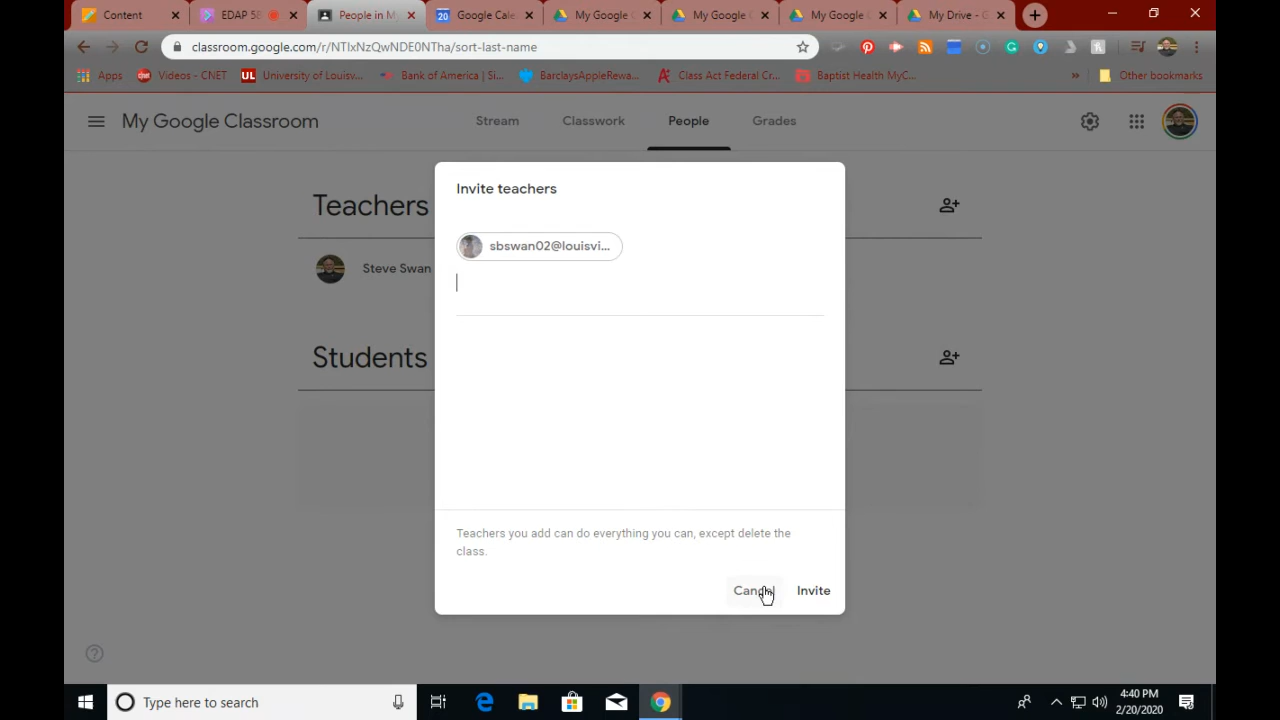 Content
EDAP 58
People in M
Google Cale
My Google C
My Google C
My Google C
My Drive - G
classroom.google.com/r/NTIxNzQwNDE0NTha/sort-last-name
Apps
Videos - CNET
UL University of Louisv...
Bank of America | Si...
BarclaysAppleRewa...
Class Act Federal Cr...
Baptist Health MyC...
» Other bookmarks
My Google Classroom
Stream
Classwork
People
Grades
Invite teachers
Teachers
sbswan02@louisvi...
Steve Swan
Students
Teachers you add can do everything you can, except delete the
class.
Cancel
Invite
Type here to search
4:40 PM
2/20/2020